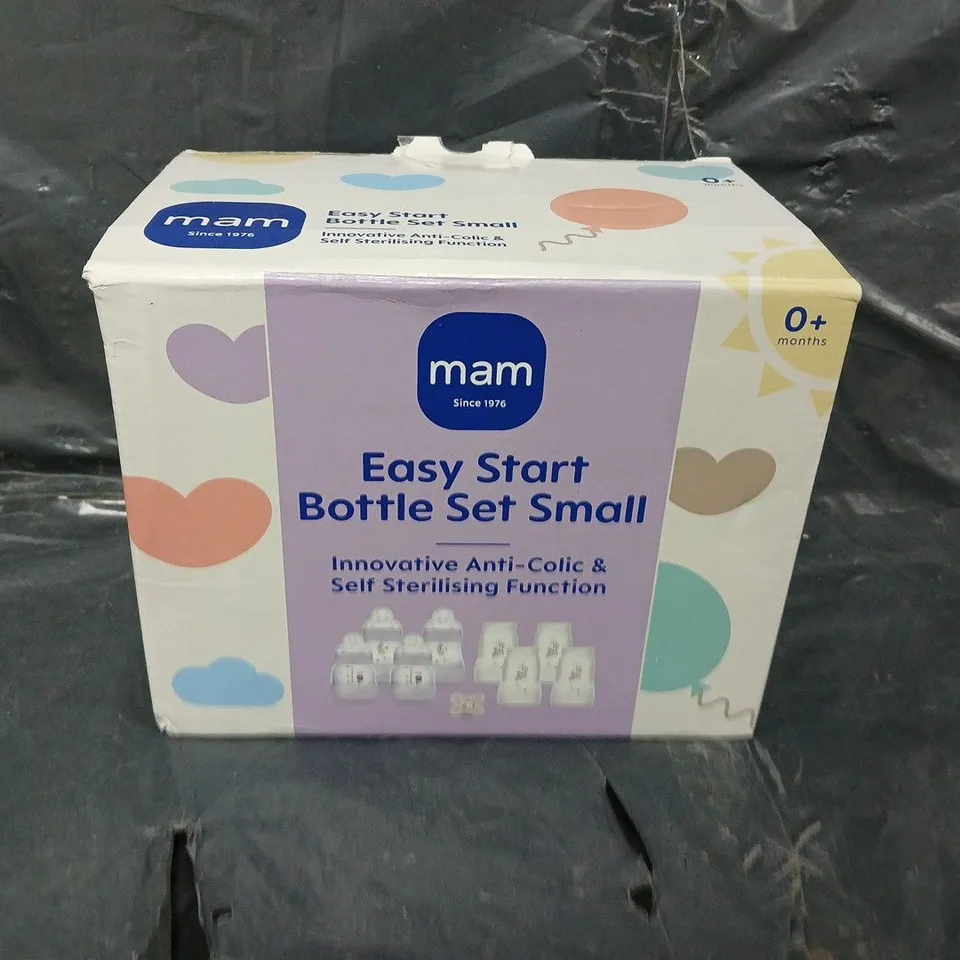 mam
Since 1976
Easy Start
Bottle Set Small
Innovative Anti-Colic &
Self Sterilising Function
0+
months
mam
Since 1976
0+
months
Easy Start
Bottle Set Small
Innovative Anti-Colic &
Self Sterilising Function